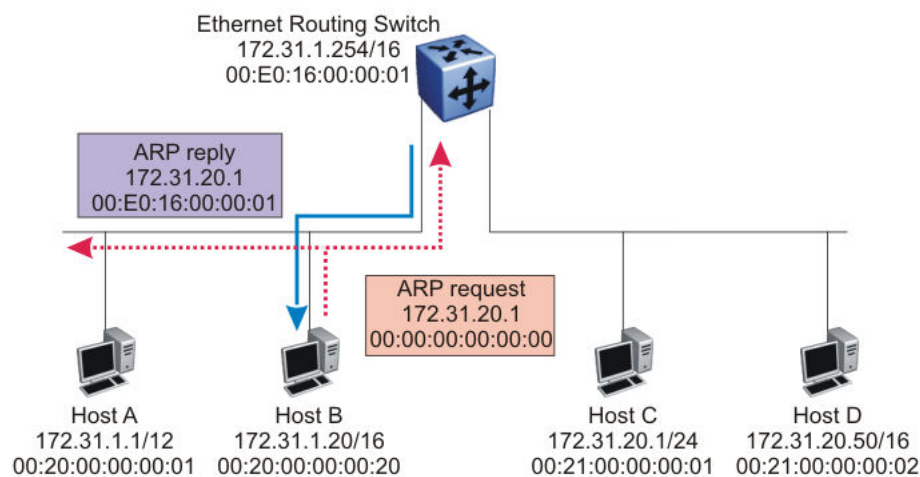 Ethernet Routing Switch
172.31.1.254/16
00:E0:16:00:00:01
ARP reply
172.31.20.1
00:E0:16:00:00:01
ARP request
172.31.20.1
00:00:00:00:00:00
Host A
172.31.1.1/12
00:20:00:00:00:01
Host B
172.31.1.20/16
00:20:00:00:00:20
Host C
172.31.20.1/24
00:21:00:00:00:01
Host D
172.31.20.50/16
00:21:00:00:00:02